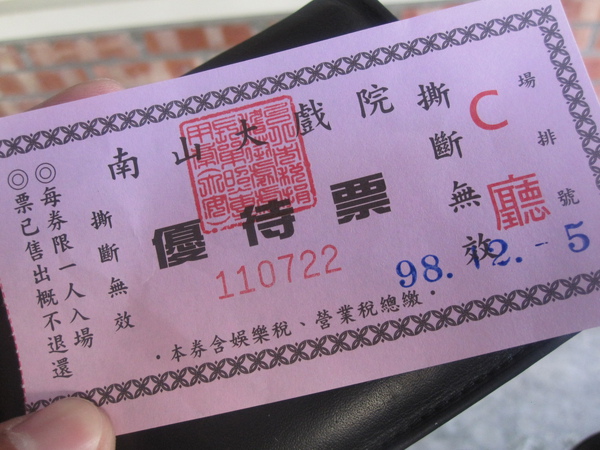 南山大戲院
優待票
110722
98.12.-5
・本券含娛樂稅、營業稅總繳・
撕斷無效
C廳
場
排
號
撕斷無效
◎每券限一人入場
◎票已售出概不退還